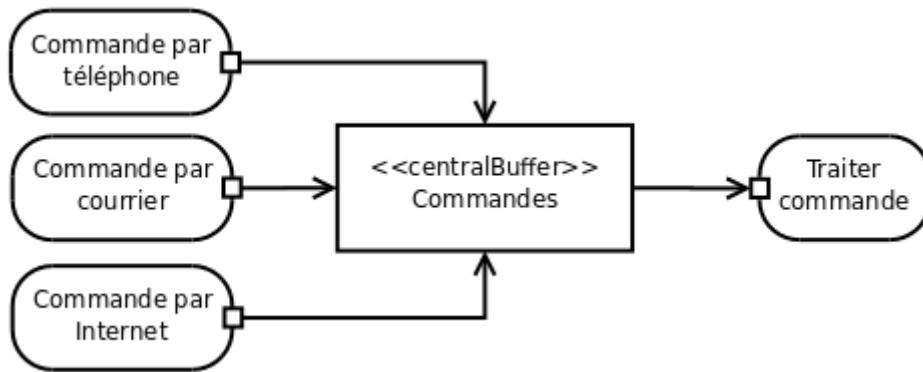 Commande par
téléphone
Commande par
courrier
<<centralBuffer>>
Commandes
Traiter
commande
Commande par
Internet